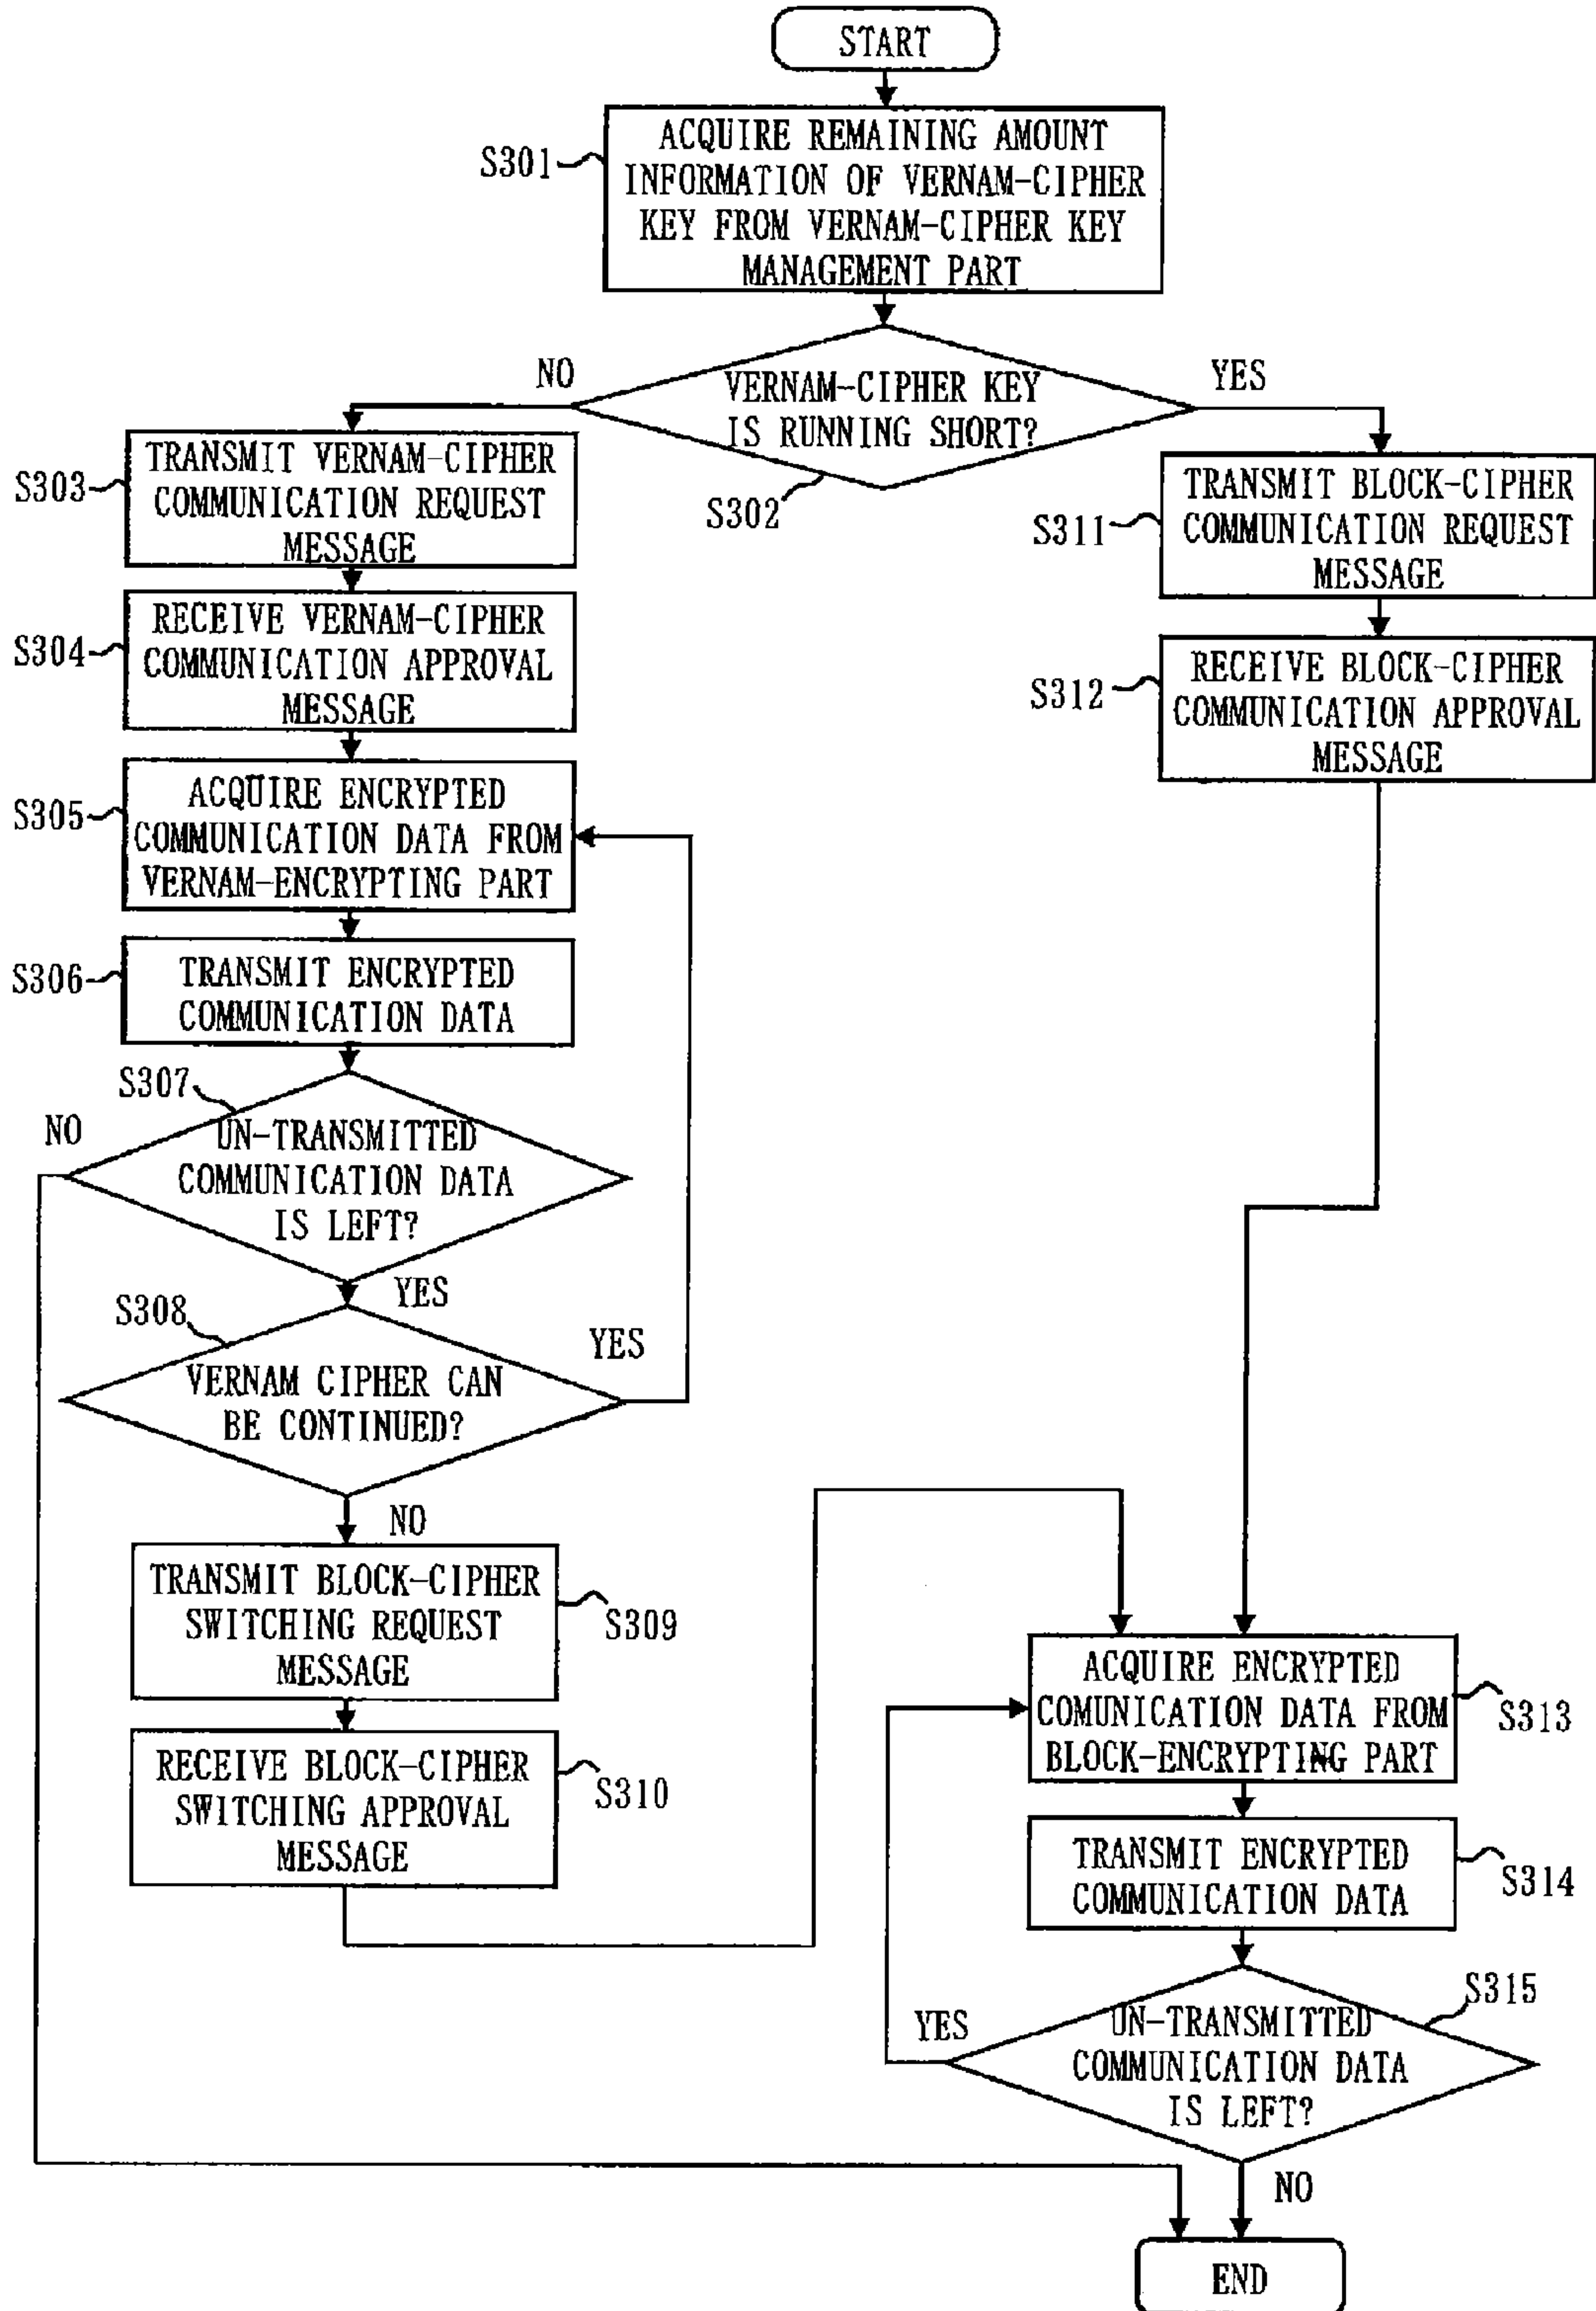 START
S301
ACQUIRE REMAINING AMOUNT
INFORMATION OF VERNAM-CIPHER
KEY FROM VERNAM-CIPHER KEY
MANAGEMENT PART
NO
VERNAM-CIPHER KEY
IS RUNNING SHORT?
YES
S302
S303
TRANSMIT VERNAM-CIPHER
COMMUNICATION REQUEST
MESSAGE
S311
TRANSMIT BLOCK-CIPHER
COMMUNICATION REQUEST
MESSAGE
S304
RECEIVE VERNAM-CIPHER
COMMUNICATION APPROVAL
MESSAGE
S312
RECEIVE BLOCK-CIPHER
COMMUNICATION APPROVAL
MESSAGE
S305
ACQUIRE ENCRYPTED
COMMUNICATION DATA FROM
VERNAM-ENCRYPTING PART
S306
TRANSMIT ENCRYPTED
COMMUNICATION DATA
S307
NO
UN-TRANSMITTED
COMMUNICATION DATA
IS LEFT?
YES
S308
YES
VERNAM CIPHER CAN
BE CONTINUED?
NO
TRANSMIT BLOCK-CIPHER
SWITCHING REQUEST
MESSAGE
S309
RECEIVE BLOCK-CIPHER
SWITCHING APPROVAL
MESSAGE
S310
ACQUIRE ENCRYPTED
COMUNICATION DATA FROM
BLOCK-ENCRYPTING PART
S313
TRANSMIT ENCRYPTED
COMMUNICATION DATA
S314
S315
YES
UN-TRANSMITTED
COMMUNICATION DATA
IS LEFT?
NO
END